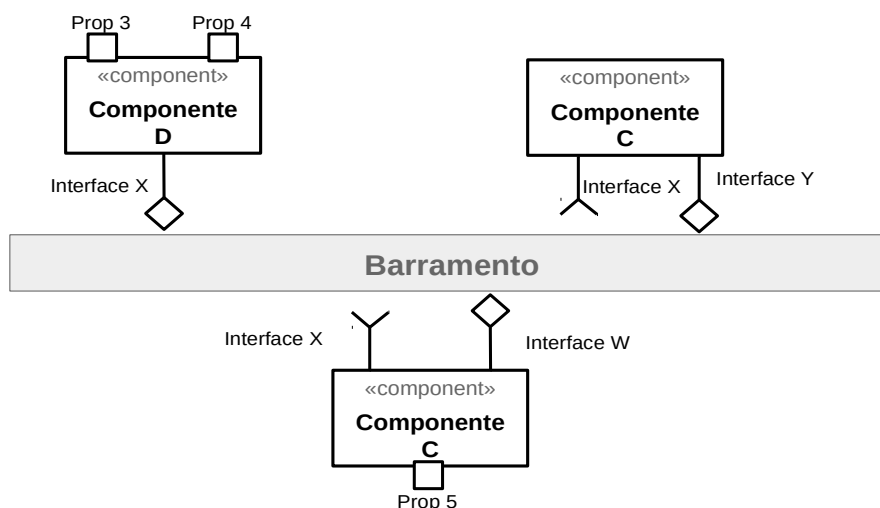 Prop 3
Prop 4
«component»
Componente
D
Interface X
«component»
Componente
C
Interface X
Interface Y
Barramento
Interface X
Interface W
«component»
Componente
C
Prop 5